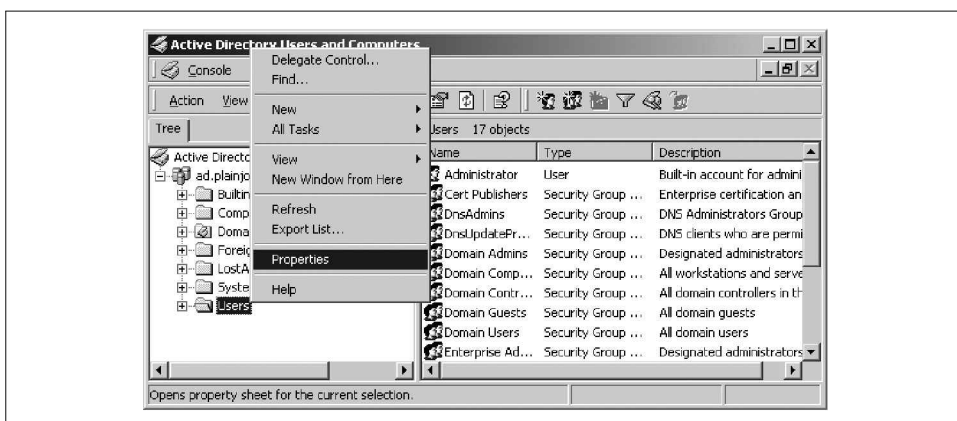 Active Directory Users and Computers
Console
Action View
Tree
Users 17 objects
Active Directo
ad.plainjo
Builtin
Comp
Doma
Foreig
LostA
Syste
Users
Delegate Control...
Find...
New
All Tasks
View
New Window from Here
Refresh
Export List...
Properties
Help
Name Type Description
Administrator User Built-in account for admini
Cert Publishers Security Group ... Enterprise certification an
DnsAdmins Security Group ... DNS Administrators Group
DnsUpdatePr... Security Group ... DNS clients who are permi
Domain Admins Security Group ... Designated administrators
Domain Comp... Security Group ... All workstations and serve
Domain Contr... Security Group ... All domain controllers in th
Domain Guests Security Group ... All domain guests
Domain Users Security Group ... All domain users
Enterprise Ad... Security Group ... Designated administrators
Opens property sheet for the current selection.